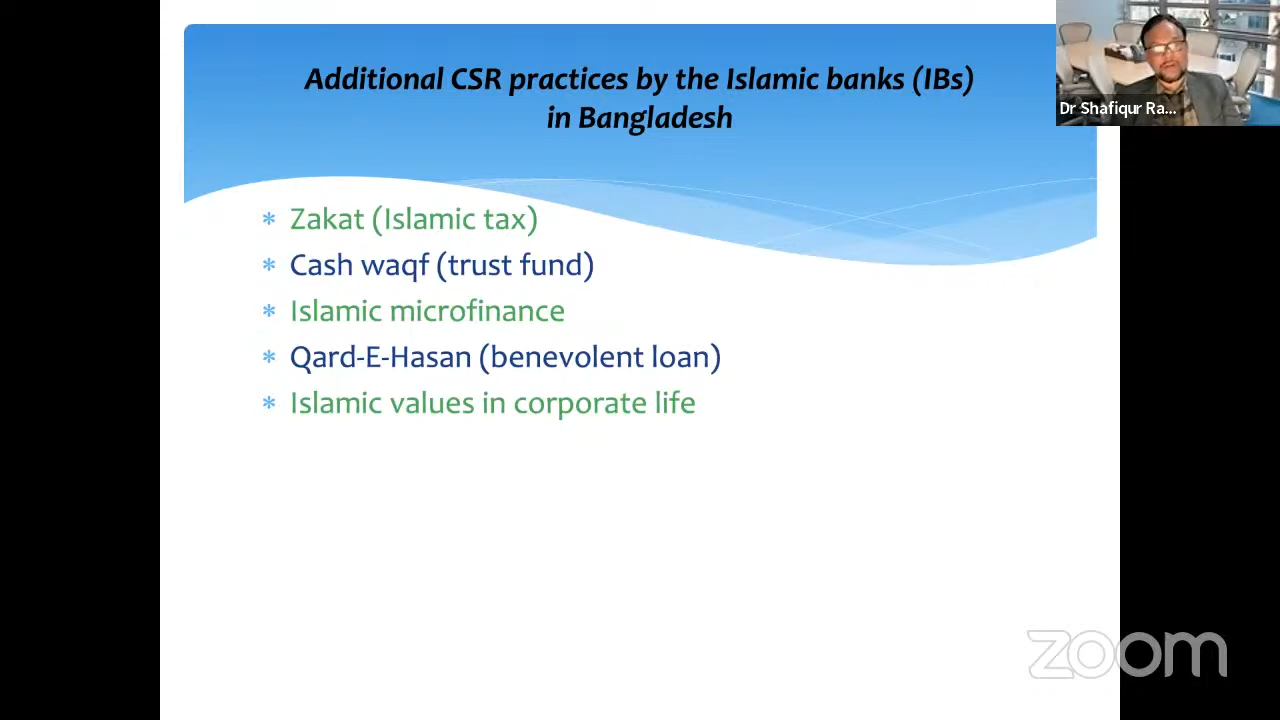 Additional CSR practices by the Islamic banks (IBs)
in Bangladesh
Dr Shafiqur Ra...
* Zakat (Islamic tax)
* Cash waqf (trust fund)
* Islamic microfinance
* Qard-E-Hasan (benevolent loan)
* Islamic values in corporate life
zoom